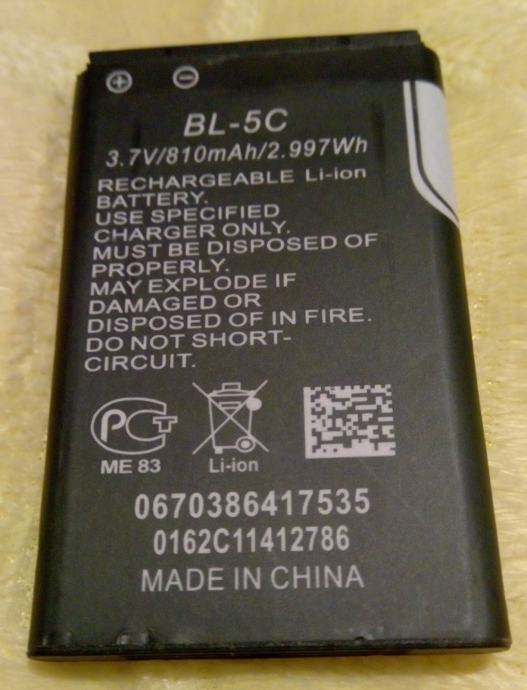 BL-5C
3.7V/810mAh/2.997Wh
RECHARGEABLE Li-ion
BATTERY.
USE SPECIFIED
CHARGER ONLY.
MUST BE DISPOSED OF
PROPERLY.
MAY EXPLODE IF
DAMAGED OR
DISPOSED OF IN FIRE.
DO NOT SHORT-
CIRCUIT.
РСТ
ME 83
Li-ion
0670386417535
0162C11412786
MADE IN CHINA